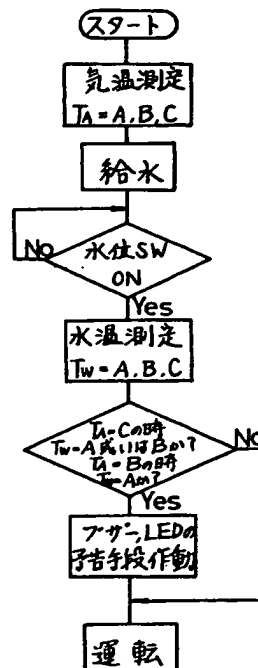 スタート
気温測定
TA=A,B,C
給水
No
水位SW
ON
Yes
水温測定
TW=A,B,C
TA=Cの時
TW=A或いはBか?
No
TA=Bの時
TW=Aか?
Yes
ブザー,LEDの
予告手段作動
運転